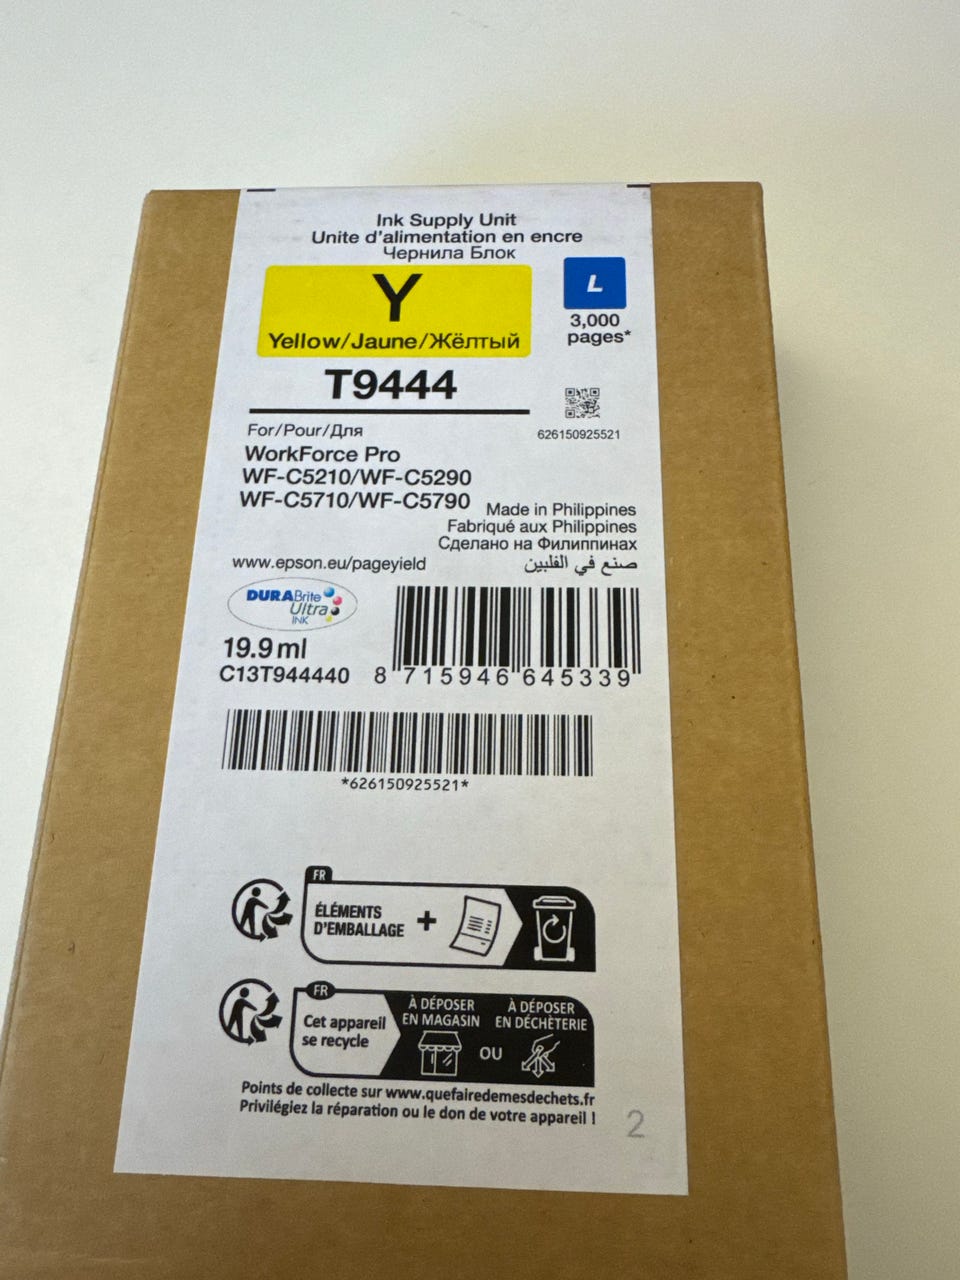 Ink Supply Unit
Unite d'alimentation en encre
Чернила Блок
Y
Yellow/Jaune/Жёлтый
L
3,000
pages*
T9444
626150925521
For/Pour/Для
WorkForce Pro
WF-C5210/WF-C5290
WF-C5710/WF-C5790
Made in Philippines
Fabriqué aux Philippines
Сделано на Филиппинах
صنع في الفلبين
www.epson.eu/pageyield
DURABrite
Ultra
INK
19.9 ml
C13T944440
8 715946 645339
*626150925521*
FR
ÉLÉMENTS
D'EMBALLAGE
+
FR
Cet appareil
se recycle
À DÉPOSER
EN MAGASIN
OU
À DÉPOSER
EN DÉCHÈTERIE
Points de collecte sur www.quefairedemesdechets.fr
Privilégiez la réparation ou le don de votre appareil !
2